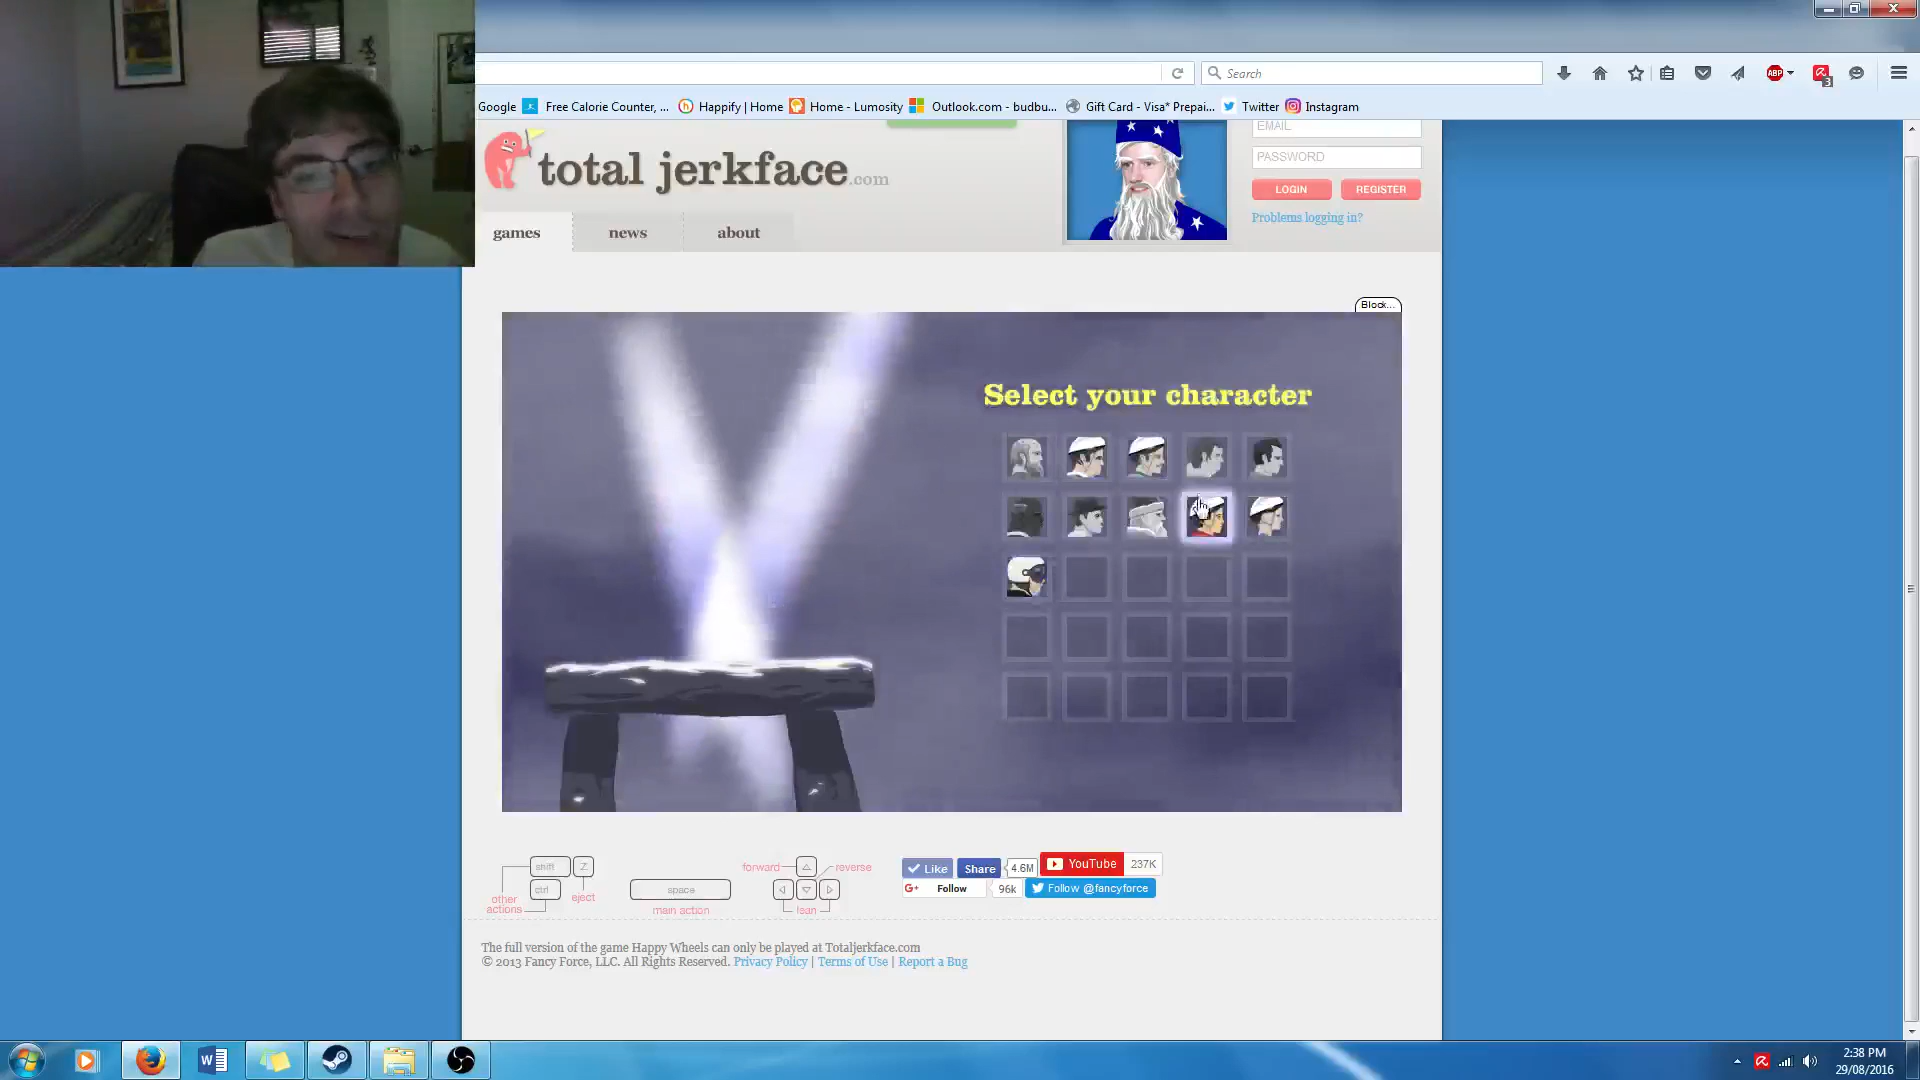 Search
ABP
3
Google
Free Calorie Counter, ...
Happify | Home
Home - Lumosity
Outlook.com - budbu...
Gift Card - Visa* Prepai...
Twitter
Instagram
total jerkface.com
EMAIL
PASSWORD
LOGIN
REGISTER
Problems logging in?
games
news
about
Block...
Select your character
shift
Z
ctrl
other
actions
eject
space
main action
forward
reverse
lean
Like
Share
4.6M
YouTube
237K
G+ Follow
96k
Follow @fancyforce
The full version of the game Happy Wheels can only be played at Totaljerkface.com
© 2013 Fancy Force, LLC. All Rights Reserved. Privacy Policy | Terms of Use | Report a Bug
2:38 PM
29/08/2016